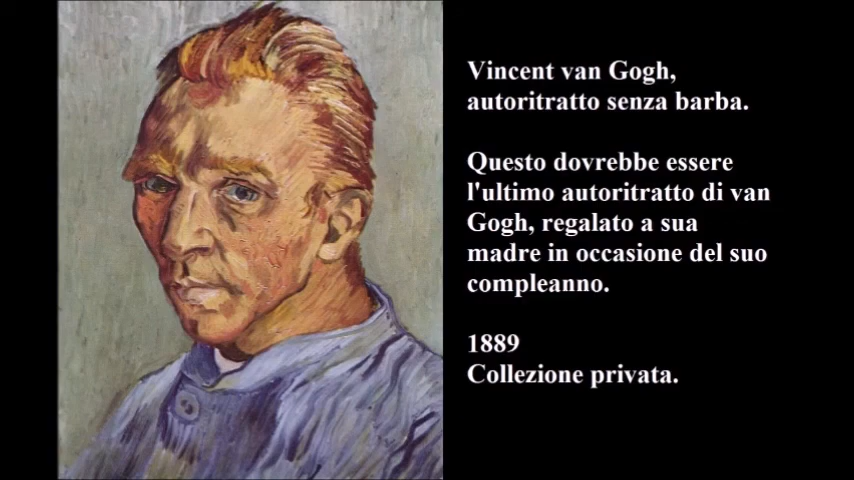 Vincent van Gogh,
autoritratto senza barba.
Questo dovrebbe essere
l'ultimo autoritratto di van
Gogh, regalato a sua
madre in occasione del suo
compleanno.
1889
Collezione privata.